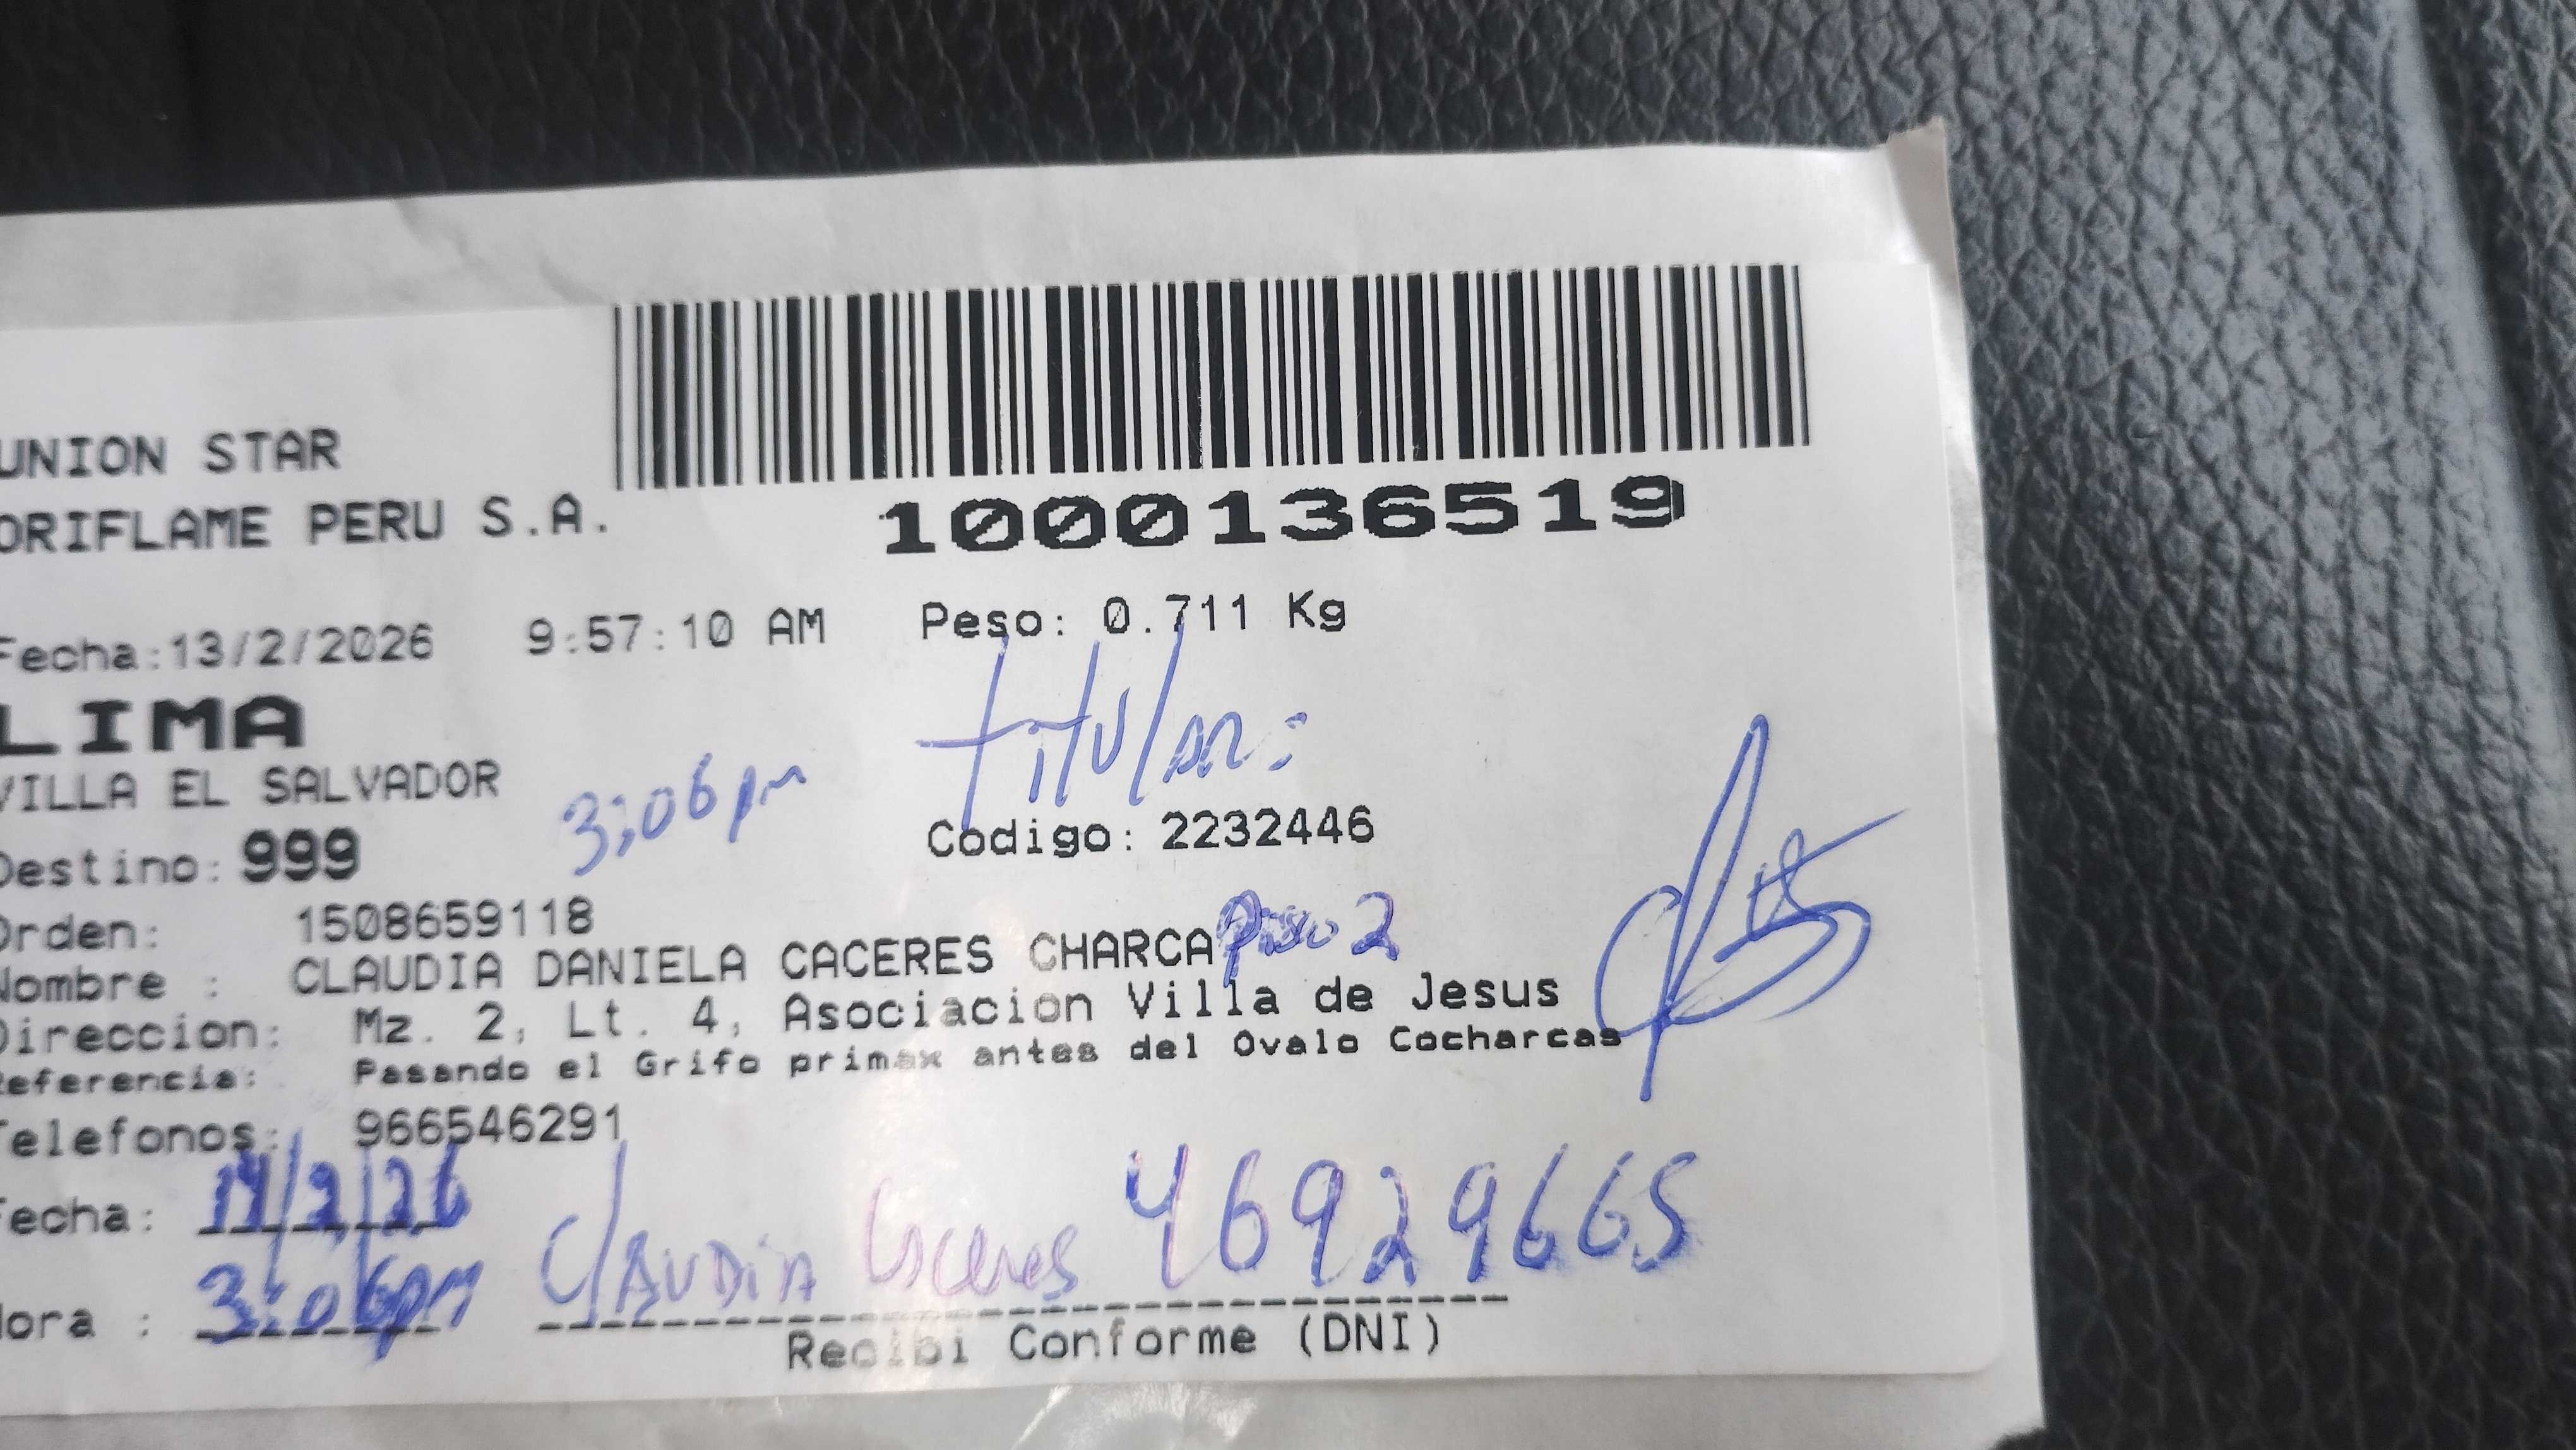 UNION STAR
ORIFLAME PERU S.A.
1000136519
Fecha:13/2/2026 9:57:10 AM Peso: 0.711 Kg
LIMA
titular:
VILLA EL SALVADOR
3:06pm
Destino: 999 Codigo: 2232446
Orden: 1508659118
Piso 2
Nombre : CLAUDIA DANIELA CACERES CHARCA
Direccion: Mz. 2, Lt. 4, Asociacion Villa de Jesus
Referencia: Pasando el Grifo primax antes del Ovalo Cocharcas
Telefonos: 966546291
Fecha: 14/2/26
Claudia Caceres 46929665
Hora : 3:06pm
Recibi Conforme (DNI)